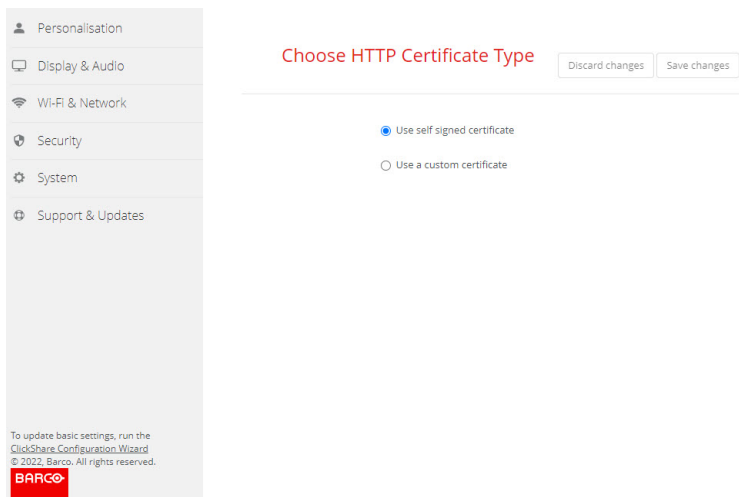 Personalisation
Display & Audio
Wi-Fi & Network
Security
System
Support & Updates
To update basic settings, run the
ClickShare Configuration Wizard
© 2022, Barco. All rights reserved.
BARCO
Choose HTTP Certificate Type
Discard changes
Save changes
Use self signed certificate
Use a custom certificate